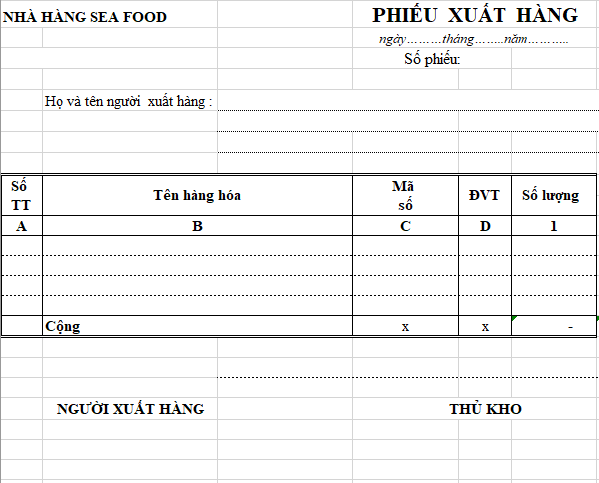 NHÀ HÀNG SEA FOOD
PHIẾU XUẤT HÀNG
ngày………tháng……..năm………..
Số phiếu:
Họ và tên người xuất hàng :
Số TT Tên hàng hóa Mã số ĐVT Số lượng
A B C D 1
Cộng x x -
NGƯỜI XUẤT HÀNG THỦ KHO